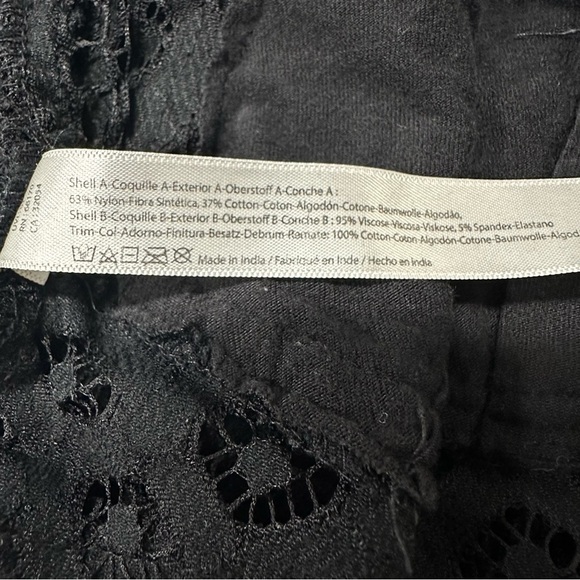 Shell A-Coquille A-Exterior A-Oberstoff A-Conche A :
63% Nylon-Fibra Sintética, 37% Cotton-Coton-Algodón-Cotone-Baumwolle-Algodão,
Shell B-Coquille B-Exterior B-Oberstoff B-Conche B : 95% Viscose-Viscosa-Viskose, 5% Spandex-Elastano
Trim-Col-Adorno-Finitura-Besatz-Debrum-Ramate: 100% Cotton-Coton-Algodón-Cotone-Baumwolle-Algod
Made in India / Fabriqué en Inde / Hecho en India
CA: 32054